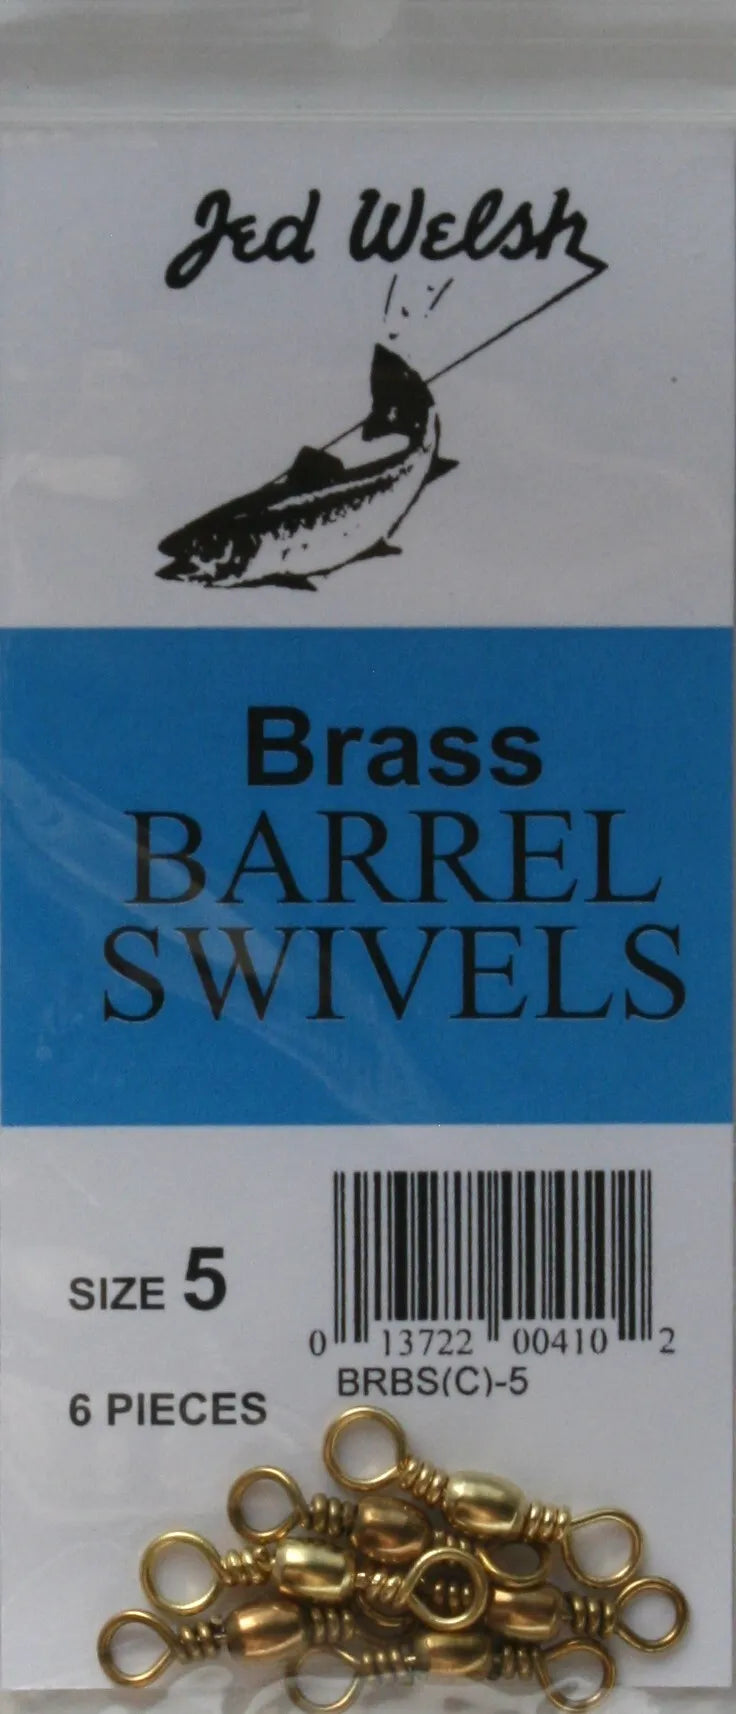 Jed Welsh
Brass
BARREL
SWIVELS
SIZE 5
0 13722 00410 2
BRBS(C)-5
6 PIECES